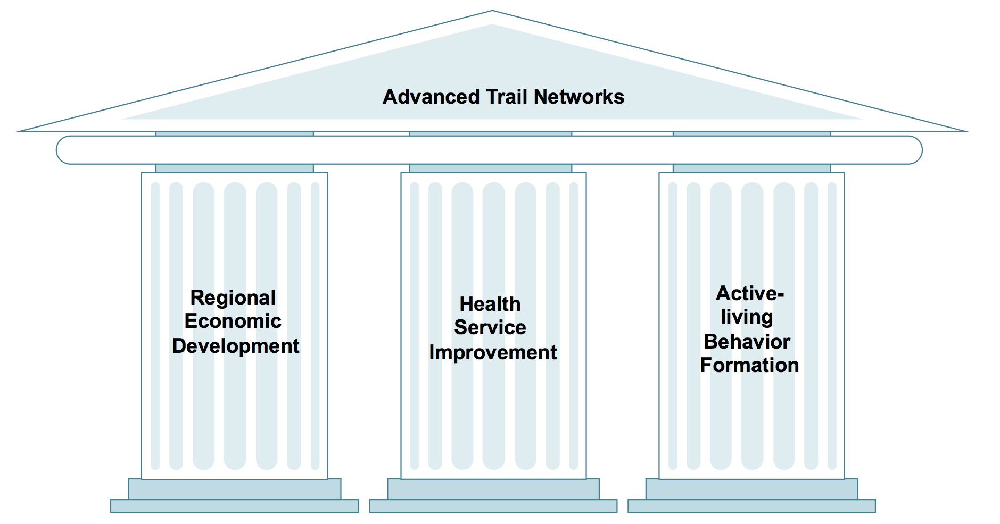 Advanced Trail Networks
Regional
Economic
Development
Health
Service
Improvement
Active-
living
Behavior
Formation